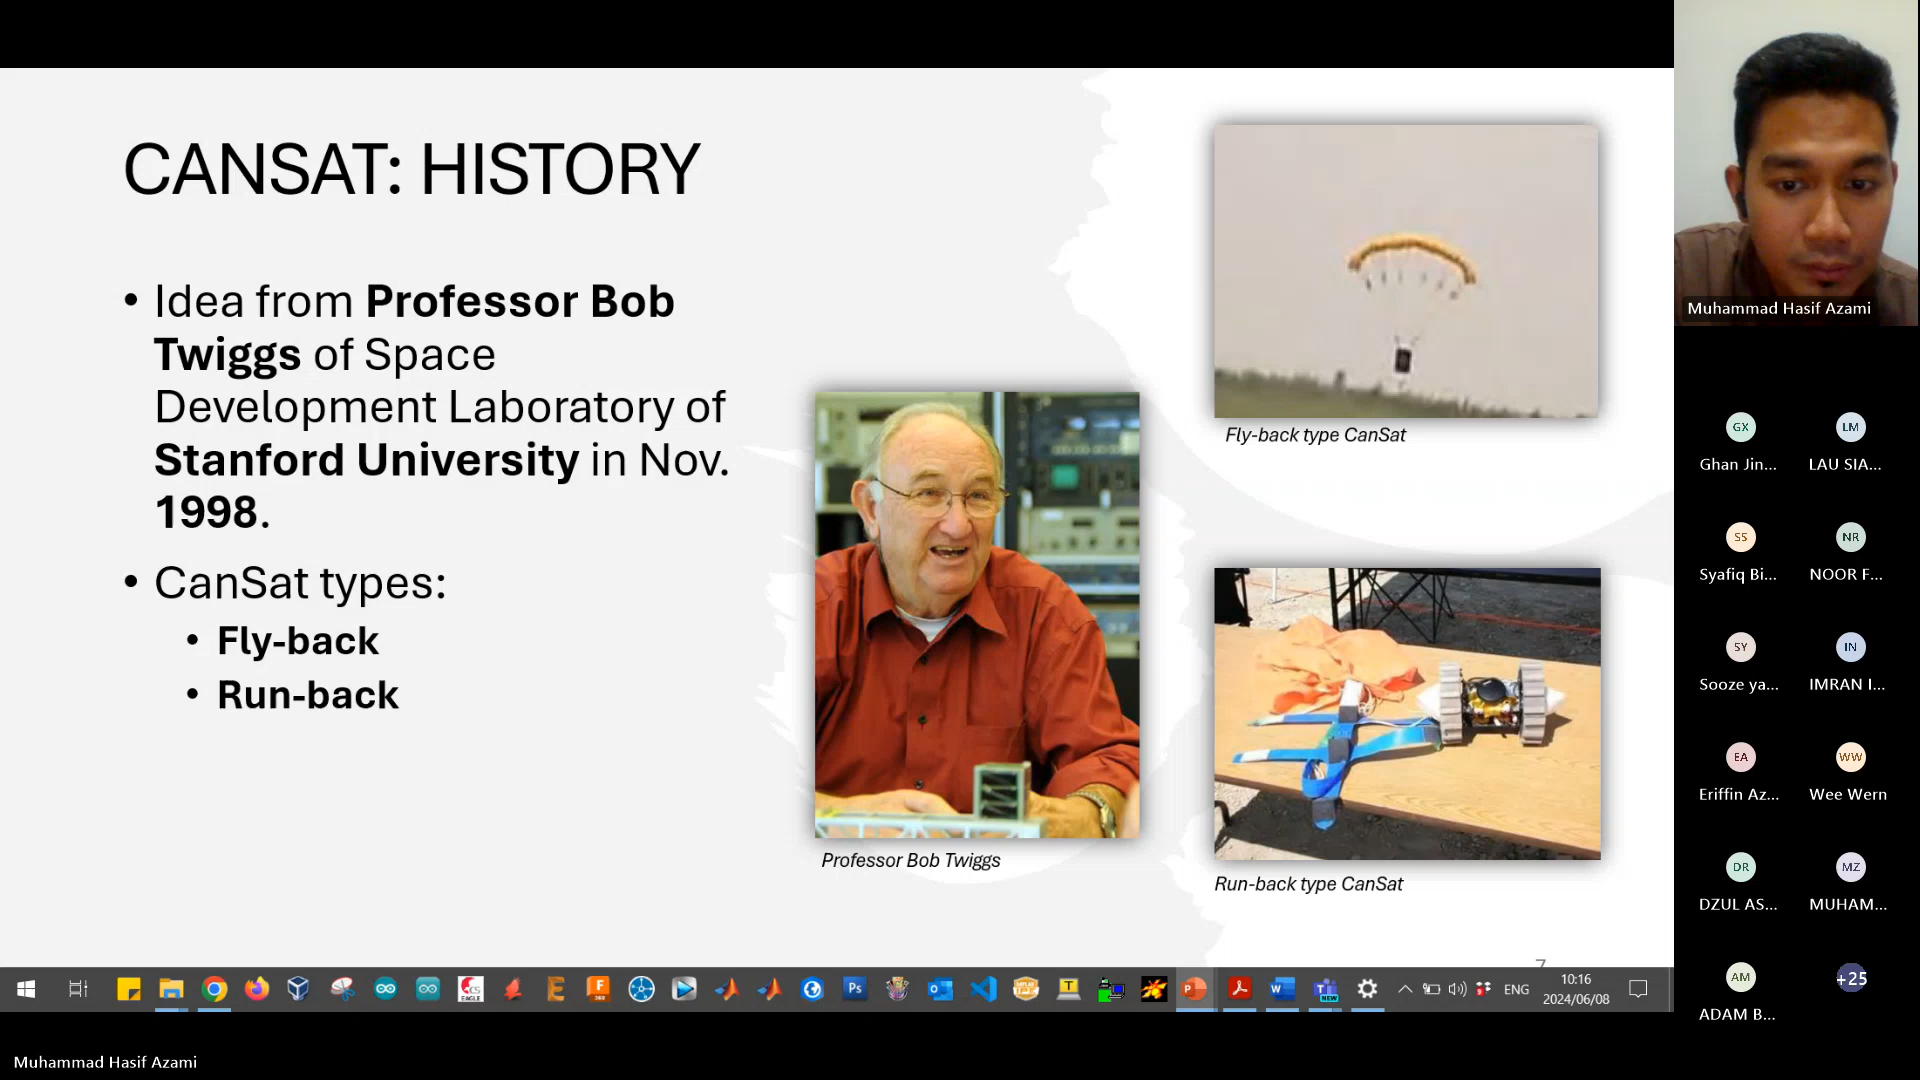 CANSAT: HISTORY
• Idea from Professor Bob
Twiggs of Space
Development Laboratory of
Stanford University in Nov.
1998.
• CanSat types:
• Fly-back
• Run-back
Professor Bob Twiggs
Fly-back type CanSat
Run-back type CanSat
Muhammad Hasif Azami
GX
LM
Ghan Jin...
LAU SIA...
SS
NR
Syafiq Bi...
NOOR F...
SY
IN
Sooze ya...
IMRAN I...
EA
WW
Eriffin Az...
Wee Wern
DR
MZ
DZUL AS...
MUHAM...
AM
+25
ADAM B...
ENG
10:16
2024/06/08
Muhammad Hasif Azami